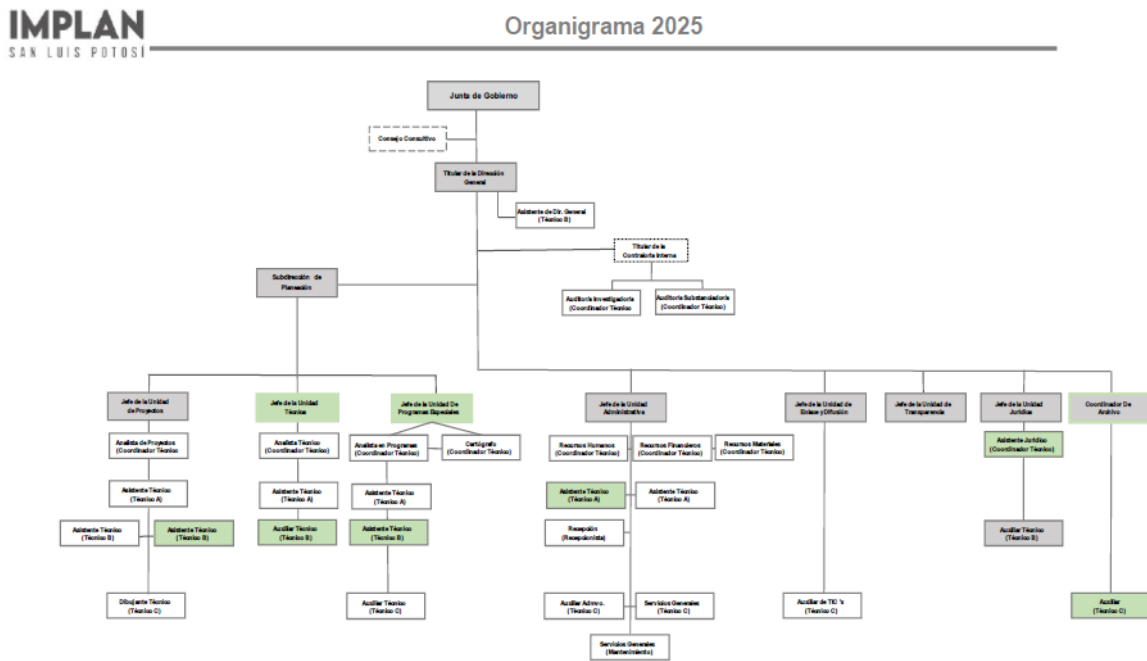 IMPLAN
SAN LUIS POTOSÍ
Organigrama 2025
Junta de Gobierno
Consejo Consultivo
Titular de la Dirección
General
Asistente de Dir. General
(Técnico B)
Titular de la
Contraloría Interna
Subdirección de
Planeación
Auditoría Investigadora
(Coordinador Técnico
Auditoría Substanciadora
(Coordinador Técnico)
Jefe de la Unidad
de Proyectos
Jefe de la Unidad
Técnica
Jefe de la Unidad De
Programas Especiales
Jefe de la Unidad
Administrativa
Jefe de la Unidad de
Enlace y Difusión
Jefe de la Unidad de
Transparencia
Jefe de la Unidad
Jurídica
Coordinador De
Archivo
Analista de Proyectos
(Coordinador Técnico
Analista Técnico
(Coordinador Técnico)
Analista en Programas
(Coordinador Técnico)
Cartógrafo
(Coordinador Técnico)
Recursos Humanos
(Coordinador Técnico)
Recursos Financieros
(Coordinador Técnico)
Recursos Materiales
(Coordinador Técnico)
Asistente Jurídico
(Coordinador Técnico)
Asistente Técnico
(Técnico A)
Asistente Técnico
(Técnico A)
Asistente Técnico
(Técnico A)
Asistente Técnico
(Técnico A)
Asistente Técnico
(Técnico A)
Asistente Técnico
(Técnico B)
Asistente Técnico
(Técnico B)
Auxiliar Técnico
(Técnico B)
Asistente Técnico
(Técnico B)
Recepción
(Recepcionista)
Auxiliar Técnico
(Técnico B)
Dibujante Técnico
(Técnico C)
Auxiliar Técnico
(Técnico C)
Auxiliar Admvo.
(Técnico C)
Servicios Generales
(Técnico C)
Auxiliar de TIC 's
(Técnico C)
Auxiliar
(Técnico C)
Servicios Generales
(Mantenimiento)